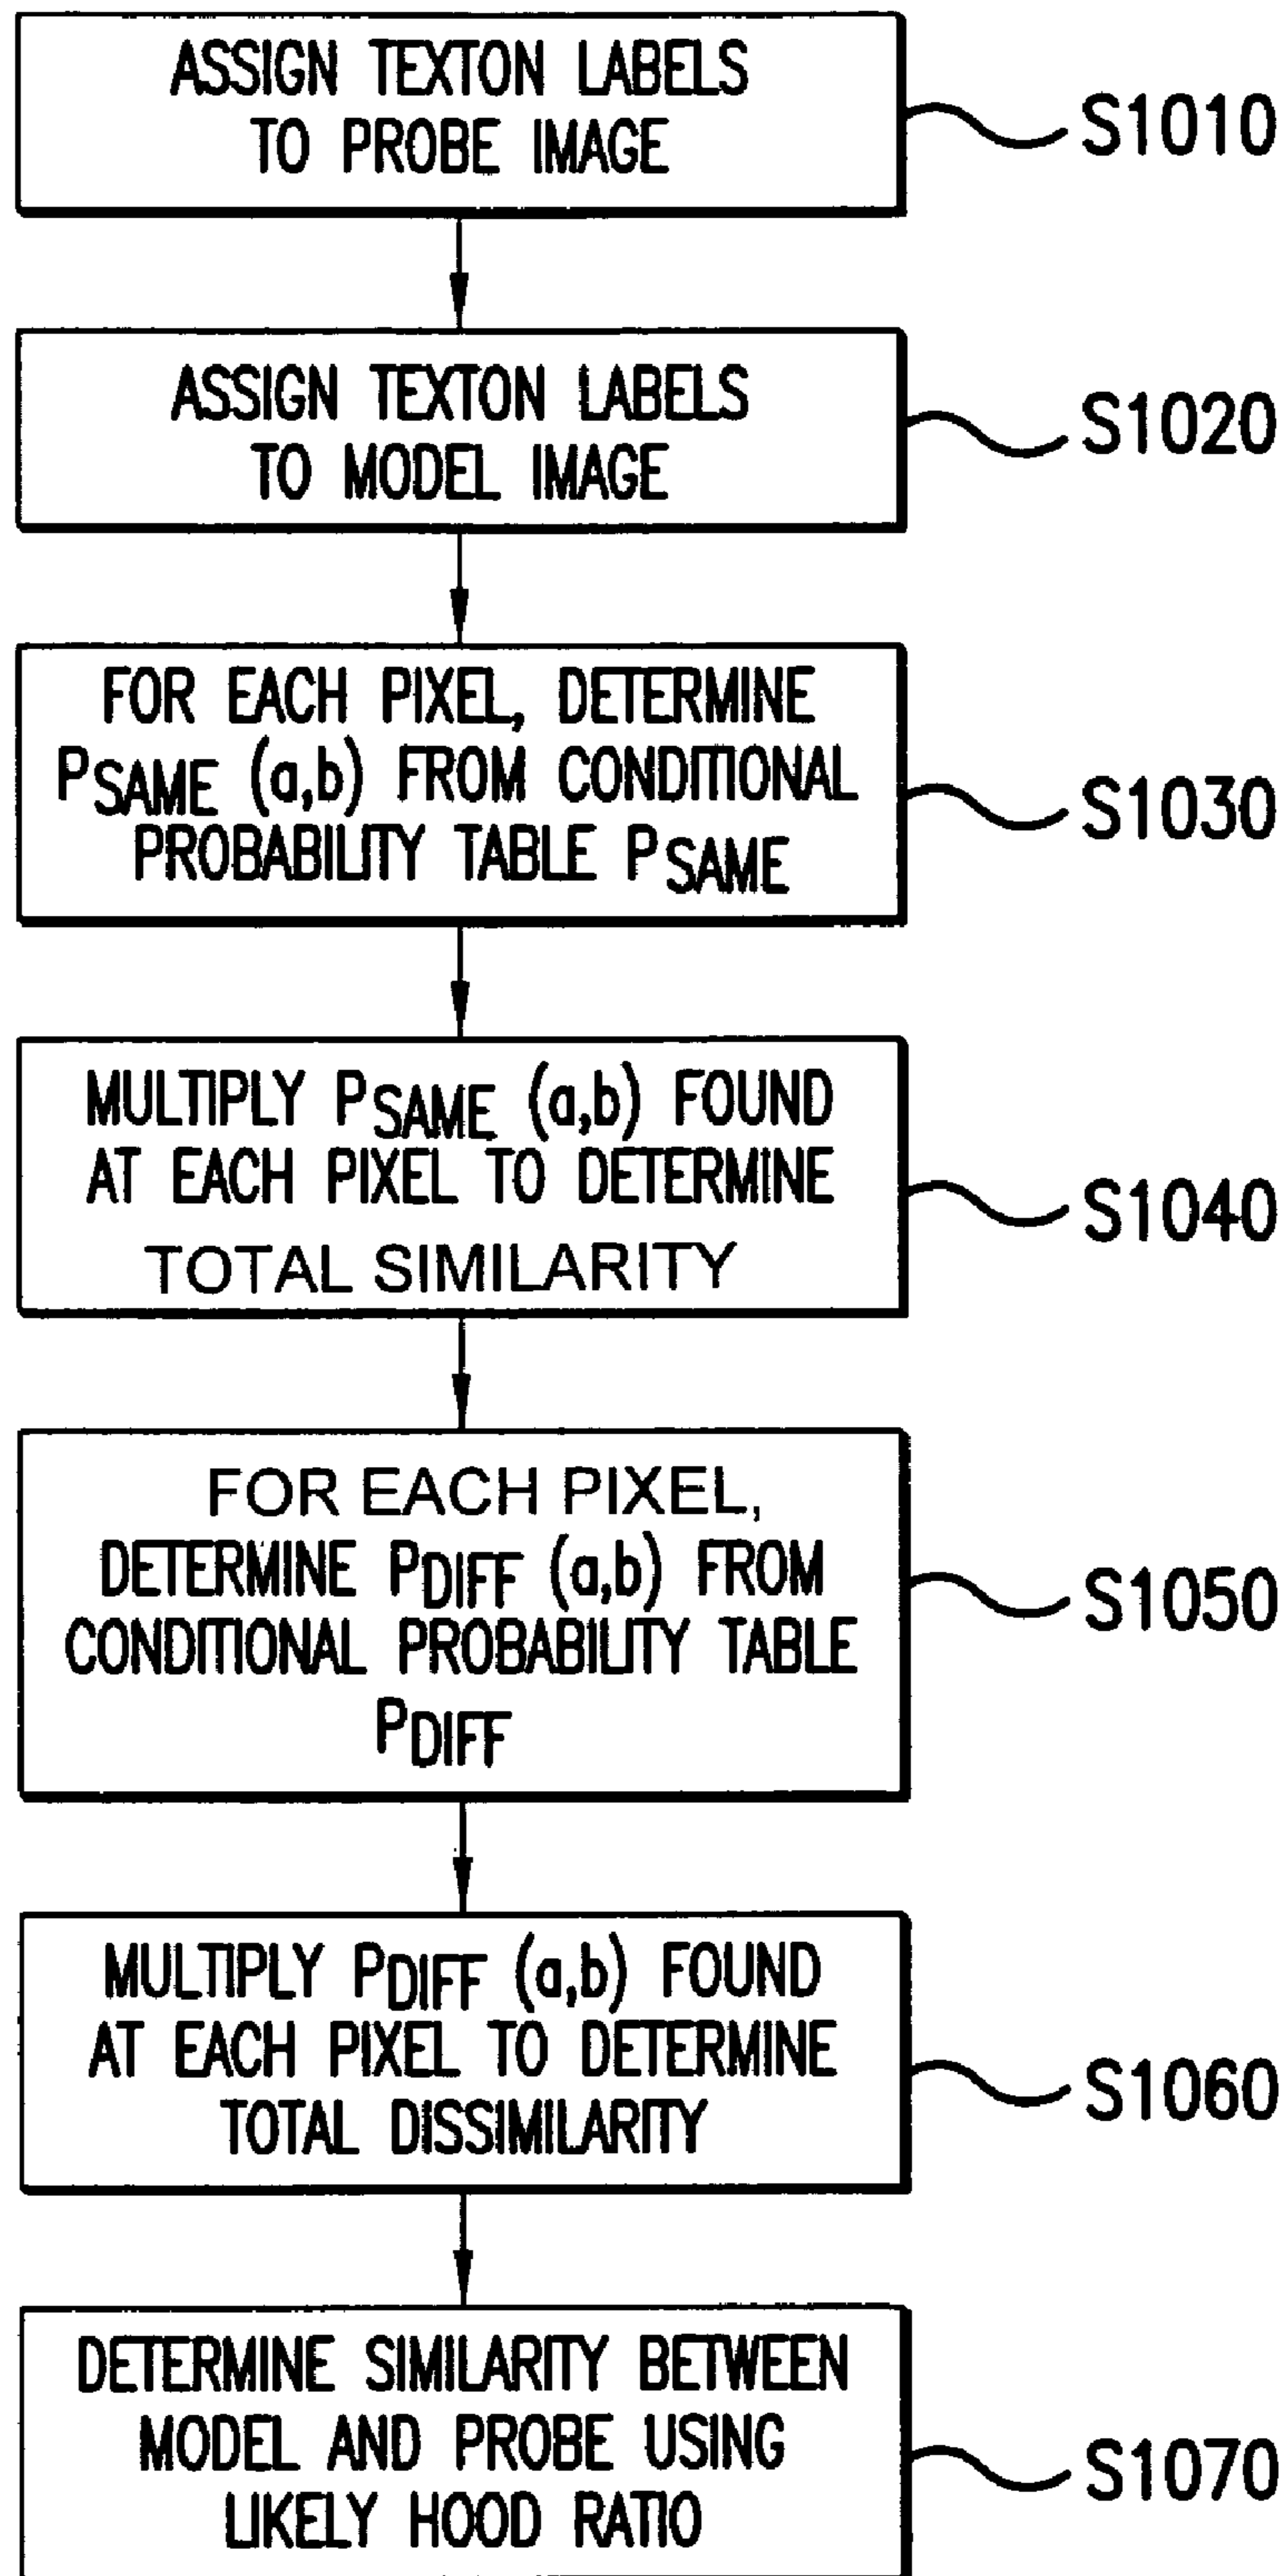 ASSIGN TEXTON LABELS
TO PROBE IMAGE
S1010
ASSIGN TEXTON LABELS
TO MODEL IMAGE
S1020
FOR EACH PIXEL, DETERMINE
PSAME (a,b) FROM CONDITIONAL
PROBABILITY TABLE PSAME
S1030
MULTIPLY PSAME (a,b) FOUND
AT EACH PIXEL TO DETERMINE
TOTAL SIMILARITY
S1040
FOR EACH PIXEL,
DETERMINE PDIFF (a,b) FROM
CONDITIONAL PROBABILITY TABLE
PDIFF
S1050
MULTIPLY PDIFF (a,b) FOUND
AT EACH PIXEL TO DETERMINE
TOTAL DISSIMILARITY
S1060
DETERMINE SIMILARITY BETWEEN
MODEL AND PROBE USING
LIKELY HOOD RATIO
S1070